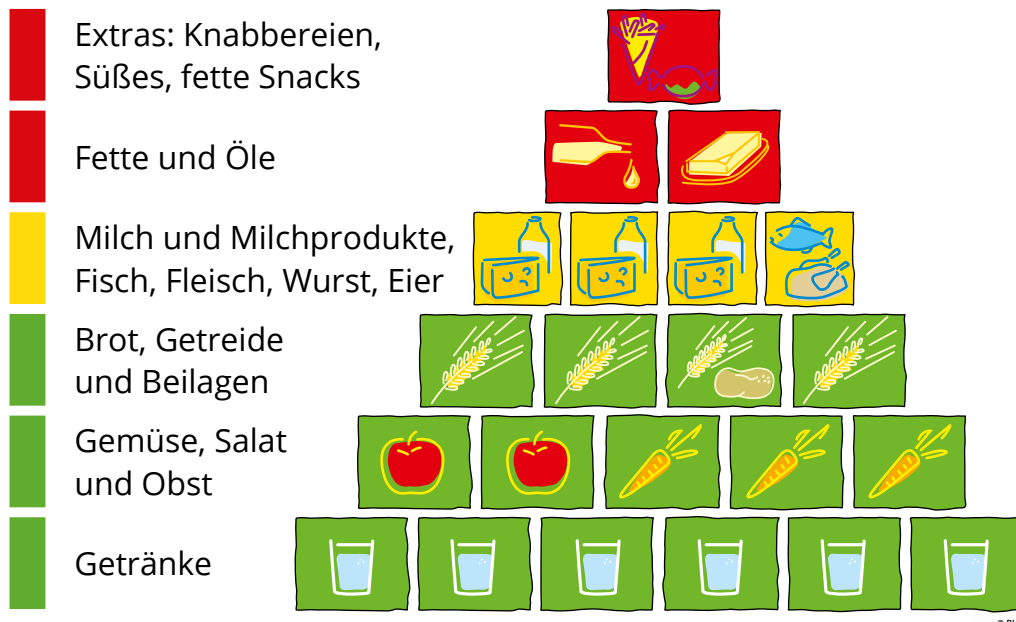 Extras: Knabbereien,
Süßes, fette Snacks
Fette und Öle
Milch und Milchprodukte,
Fisch, Fleisch, Wurst, Eier
Brot, Getreide
und Beilagen
Gemüse, Salat
und Obst
Getränke